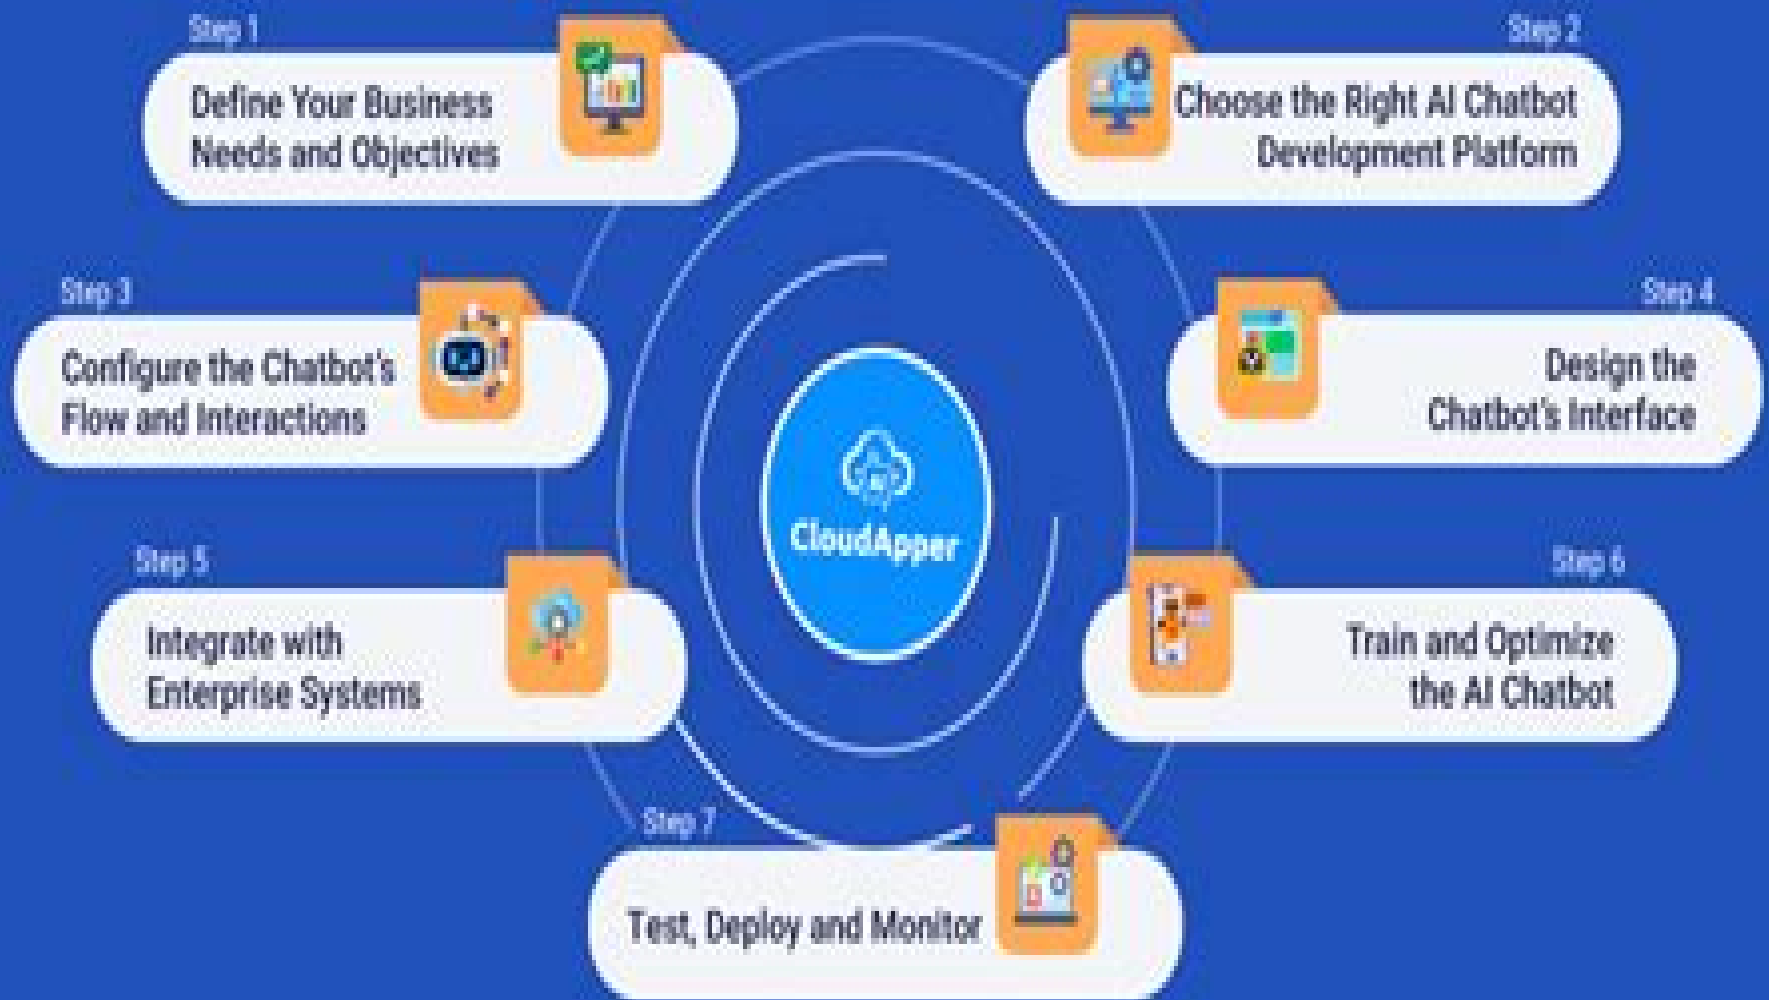 Step 1
Define Your Business
Needs and Objectives
Step 2
Choose the Right AI Chatbot
Development Platform
Step 3
Configure the Chatbot's
Flow and Interactions
Step 4
Design the
Chatbot's Interface
CloudApper
Step 5
Integrate with
Enterprise Systems
Step 6
Train and Optimize
the AI Chatbot
Step 7
Test, Deploy and Monitor